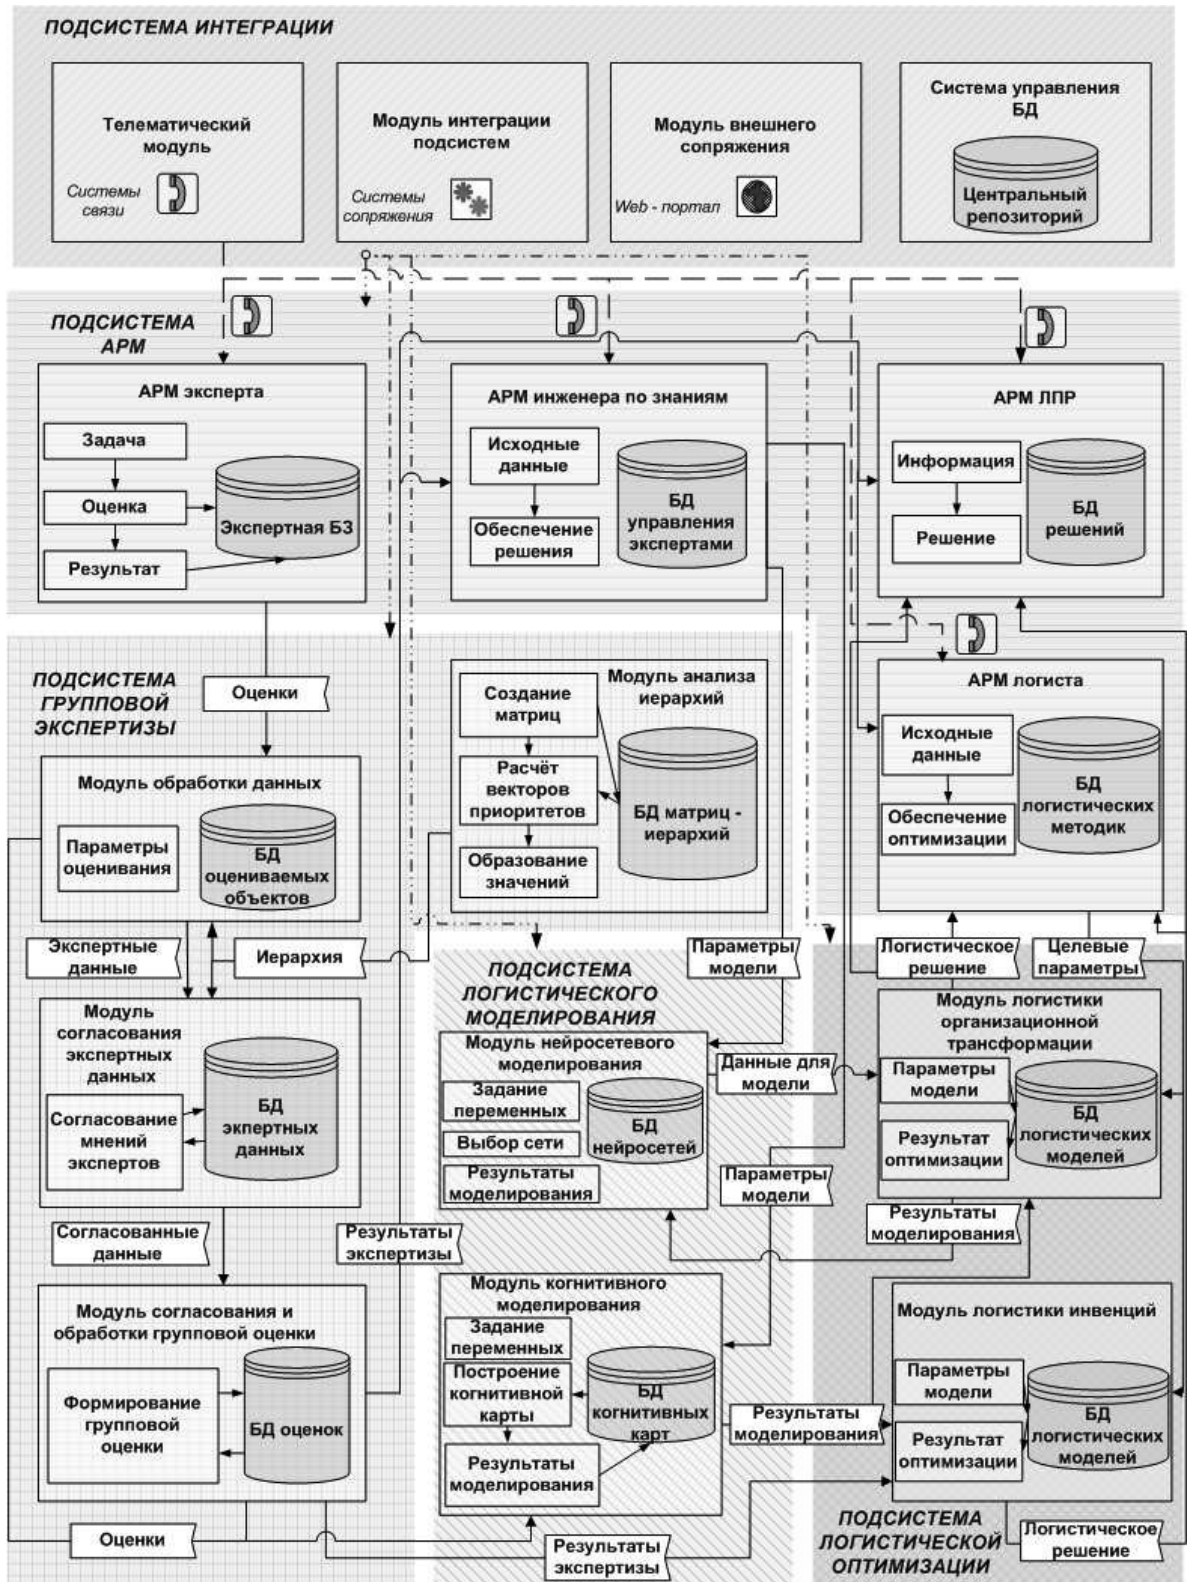 ПОДСИСТЕМА ИНТЕГРАЦИИ
Телематический
модуль
Системы
связи
Модуль интеграции
подсистем
Системы
сопряжения
Модуль внешнего
сопряжения
Web - портал
Система управления
БД
Центральный
репозиторий
ПОДСИСТЕМА
АРМ
АРМ эксперта
Задача
Оценка
Результат
Экспертная БЗ
АРМ инженера по знаниям
Исходные
данные
Обеспечение
решения
БД
управления
экспертами
АРМ ЛПР
Информация
Решение
БД
решений
ПОДСИСТЕМА
ГРУППОВОЙ
ЭКСПЕРТИЗЫ
Оценки
Модуль обработки данных
Параметры
оценивания
БД
оцениваемых
объектов
Модуль анализа
иерархий
Создание
матриц
Расчёт
векторов
приоритетов
Образование
значений
БД матриц -
иерархий
АРМ логиста
Исходные
данные
Обеспечение
оптимизации
БД
логистических
методик
Экспертные
данные
Иерархия
Параметры
модели
Логистическое
решение
Целевые
параметры
Модуль
согласования
экспертных
данных
Согласование
мнений
экспертов
БД
экпертных
данных
ПОДСИСТЕМА
ЛОГИСТИЧЕСКОГО
МОДЕЛИРОВАНИЯ
Модуль нейросетевого
моделирования
Задание
переменных
Выбор сети
Результаты
моделирования
БД
нейросетей
Данные для
модели
Модуль логистики
организационной
трансформации
Параметры
модели
Результат
оптимизации
БД
логистических
моделей
Параметры
модели
Результаты
моделирования
Согласованные
данные
Результаты
экспертизы
Модуль согласования и
обработки групповой оценки
Формирование
групповой
оценки
БД оценок
Модуль когнитивного
моделирования
Задание
переменных
Построение
когнитивной
карты
Результаты
моделирования
БД
когнитивных
карт
Результаты
моделирования
Модуль логистики инвенций
Параметры
модели
Результат
оптимизации
БД
логистических
моделей
Оценки
Результаты
экспертизы
ПОДСИСТЕМА
ЛОГИСТИЧЕСКОЙ
ОПТИМИЗАЦИИ
Логистическое
решение